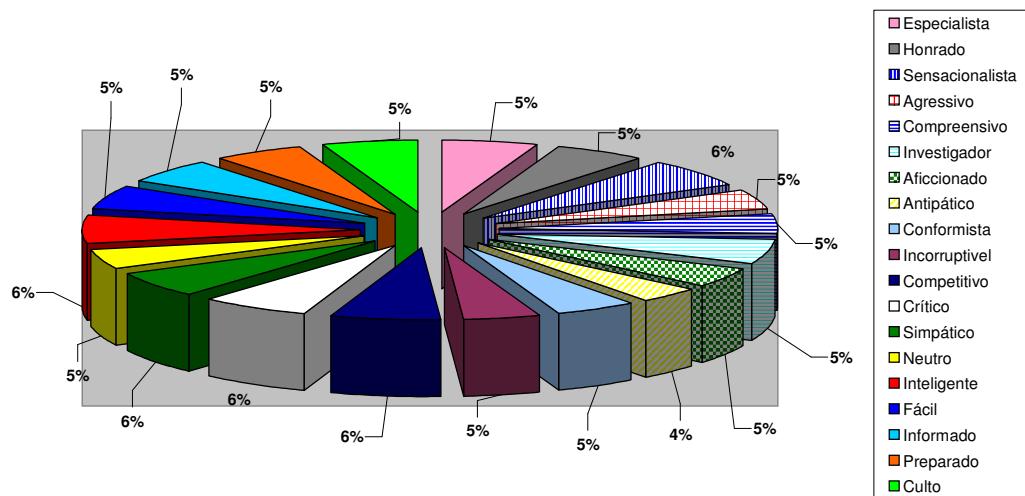 5%
5%
6%
5%
5%
5%
5%
4%
5%
5%
6%
6%
6%
5%
6%
5%
5%
5%
5%
Especialista
Honrado
Sensacionalista
Agressivo
Compreensivo
Investigador
Aficcionado
Antipático
Conformista
Incorruptivel
Competitivo
Crítico
Simpático
Neutro
Inteligente
Fácil
Informado
Preparado
Culto